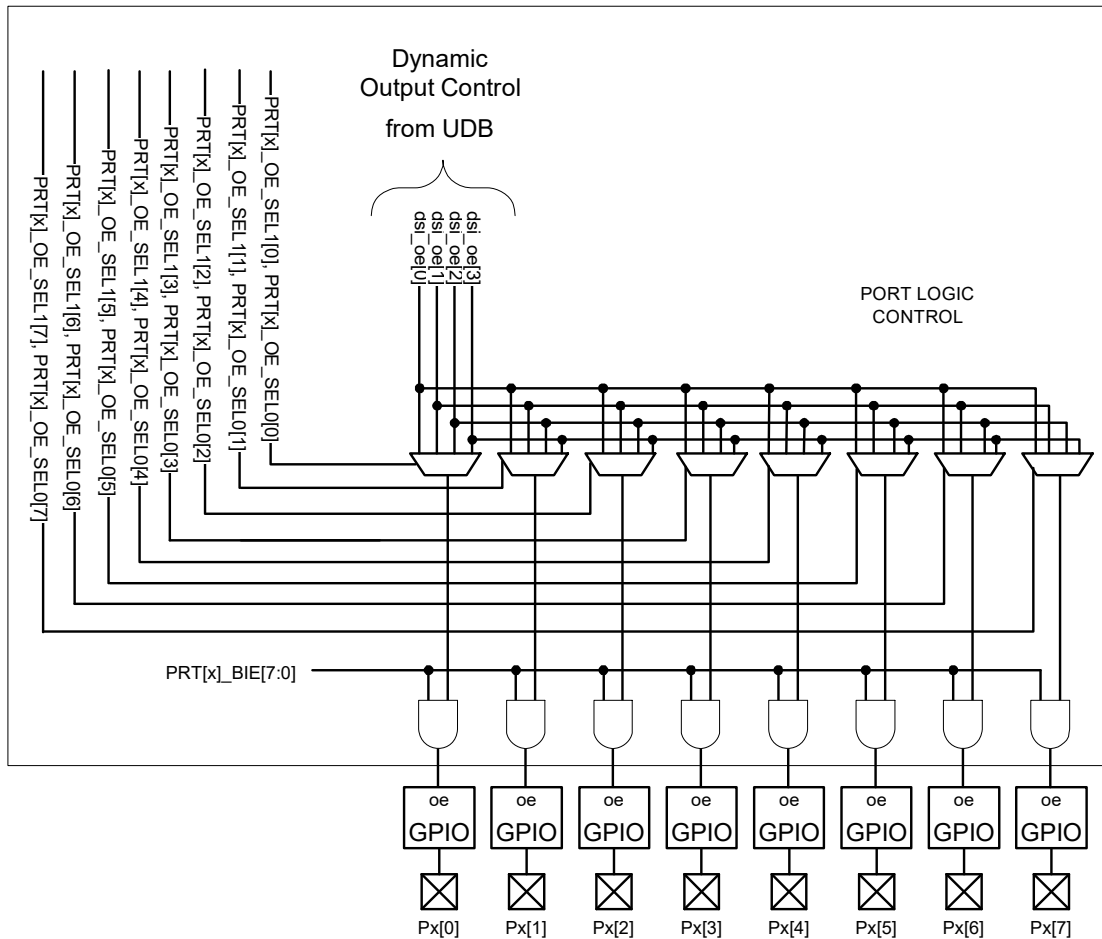 Dynamic
Output Control
from UDB
PRT[x]_OE_SEL1[7], PRT[x]_OE_SEL0[7]
PRT[x]_OE_SEL1[6], PRT[x]_OE_SEL0[6]
PRT[x]_OE_SEL1[5], PRT[x]_OE_SEL0[5]
PRT[x]_OE_SEL1[4], PRT[x]_OE_SEL0[4]
PRT[x]_OE_SEL1[3], PRT[x]_OE_SEL0[3]
PRT[x]_OE_SEL1[2], PRT[x]_OE_SEL0[2]
PRT[x]_OE_SEL1[1], PRT[x]_OE_SEL0[1]
PRT[x]_OE_SEL1[0], PRT[x]_OE_SEL0[0]
dsi_oe[0]
dsi_oe[1]
dsi_oe[2]
dsi_oe[3]
PORT LOGIC
CONTROL
PRT[x]_BIE[7:0]
oe oe oe oe oe oe oe oe
GPIO GPIO GPIO GPIO GPIO GPIO GPIO GPIO
Px[0] Px[1] Px[2] Px[3] Px[4] Px[5] Px[6] Px[7]